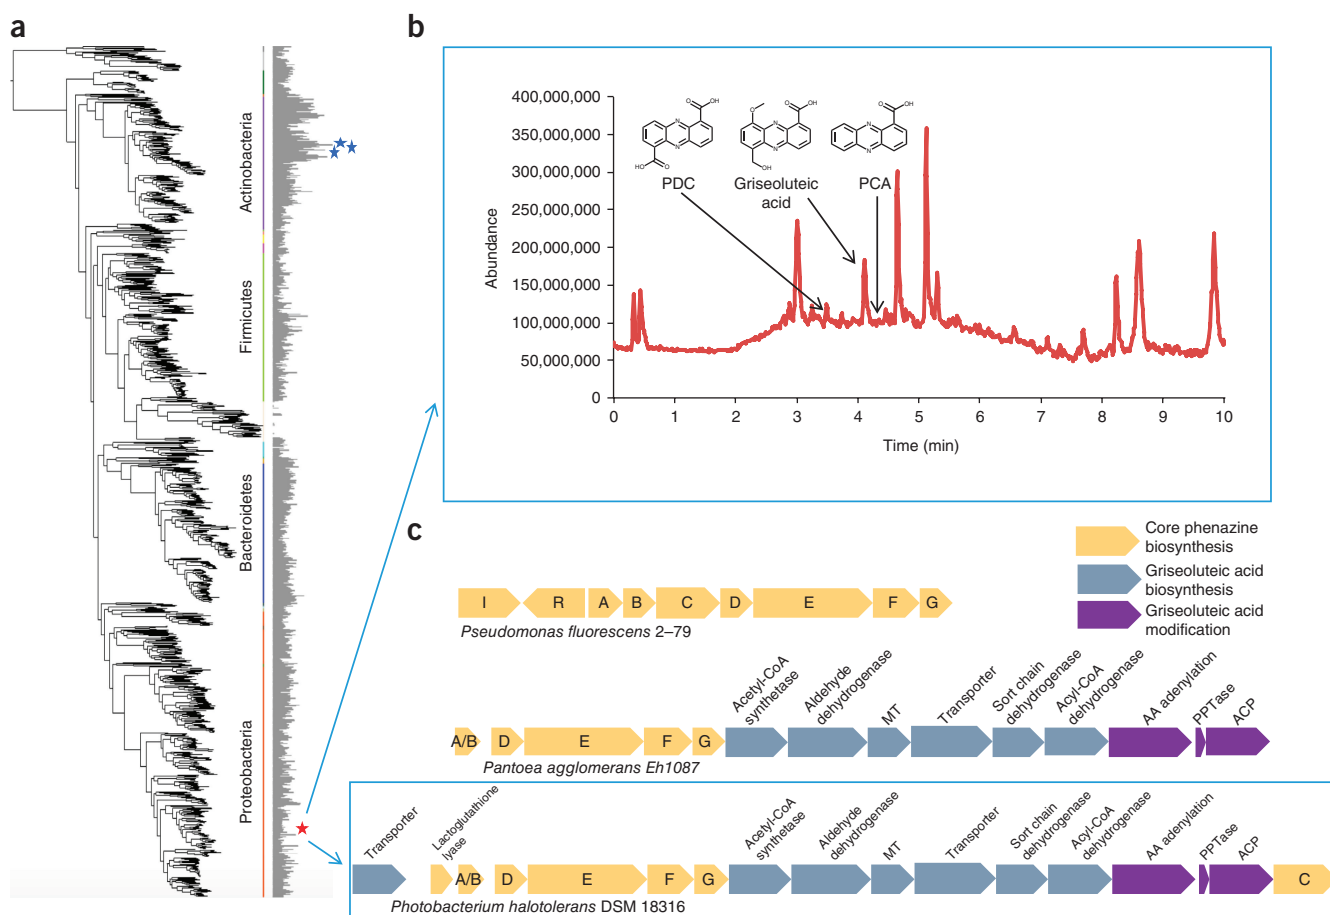 a
Actinobacteria
Firmicutes
Bacteroidetes
Proteobacteria
b
Abundance
400,000,000
350,000,000
300,000,000
250,000,000
200,000,000
150,000,000
100,000,000
50,000,000
0
0 1 2 3 4 5 6 7 8 9 10
Time (min)
O OH N N HO O
PDC
O O OH N N OH
Griseoluteic
acid
O OH N N
PCA
c
Core phenazine
biosynthesis
Griseoluteic acid
biosynthesis
Griseoluteic acid
modification
I R A B C D E F G
Pseudomonas fluorescens 2–79
Acetyl-CoA
synthetase
Aldehyde
dehydrogenase
MT
Transporter
Sort chain
dehydrogenase
Acyl-CoA
dehydrogenase
AA adenylation
PPTase
ACP
A/B D E F G
Pantoea agglomerans Eh1087
Transporter
Lactoglutathione
lyase
Acetyl-CoA
synthetase
Aldehyde
dehydrogenase
MT
Transporter
Sort chain
dehydrogenase
Acyl-CoA
dehydrogenase
AA adenylation
PPTase
ACP
A/B D E F G C
Photobacterium halotolerans DSM 18316